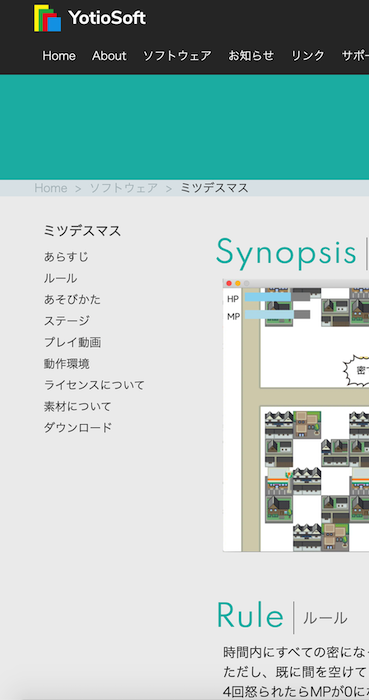 YotioSoft
Home About ソフトウェア お知らせ リンク サポー
Home > ソフトウェア > ミツデスマス
ミツデスマス
あらすじ
ルール
あそびかた
ステージ
プレイ動画
動作環境
ライセンスについて
素材について
ダウンロード
Synopsis
HP
MP
密で
Rule ルール
時間内にすべての密になっ
ただし、既に間を空けて
4回怒られたらMPが0に